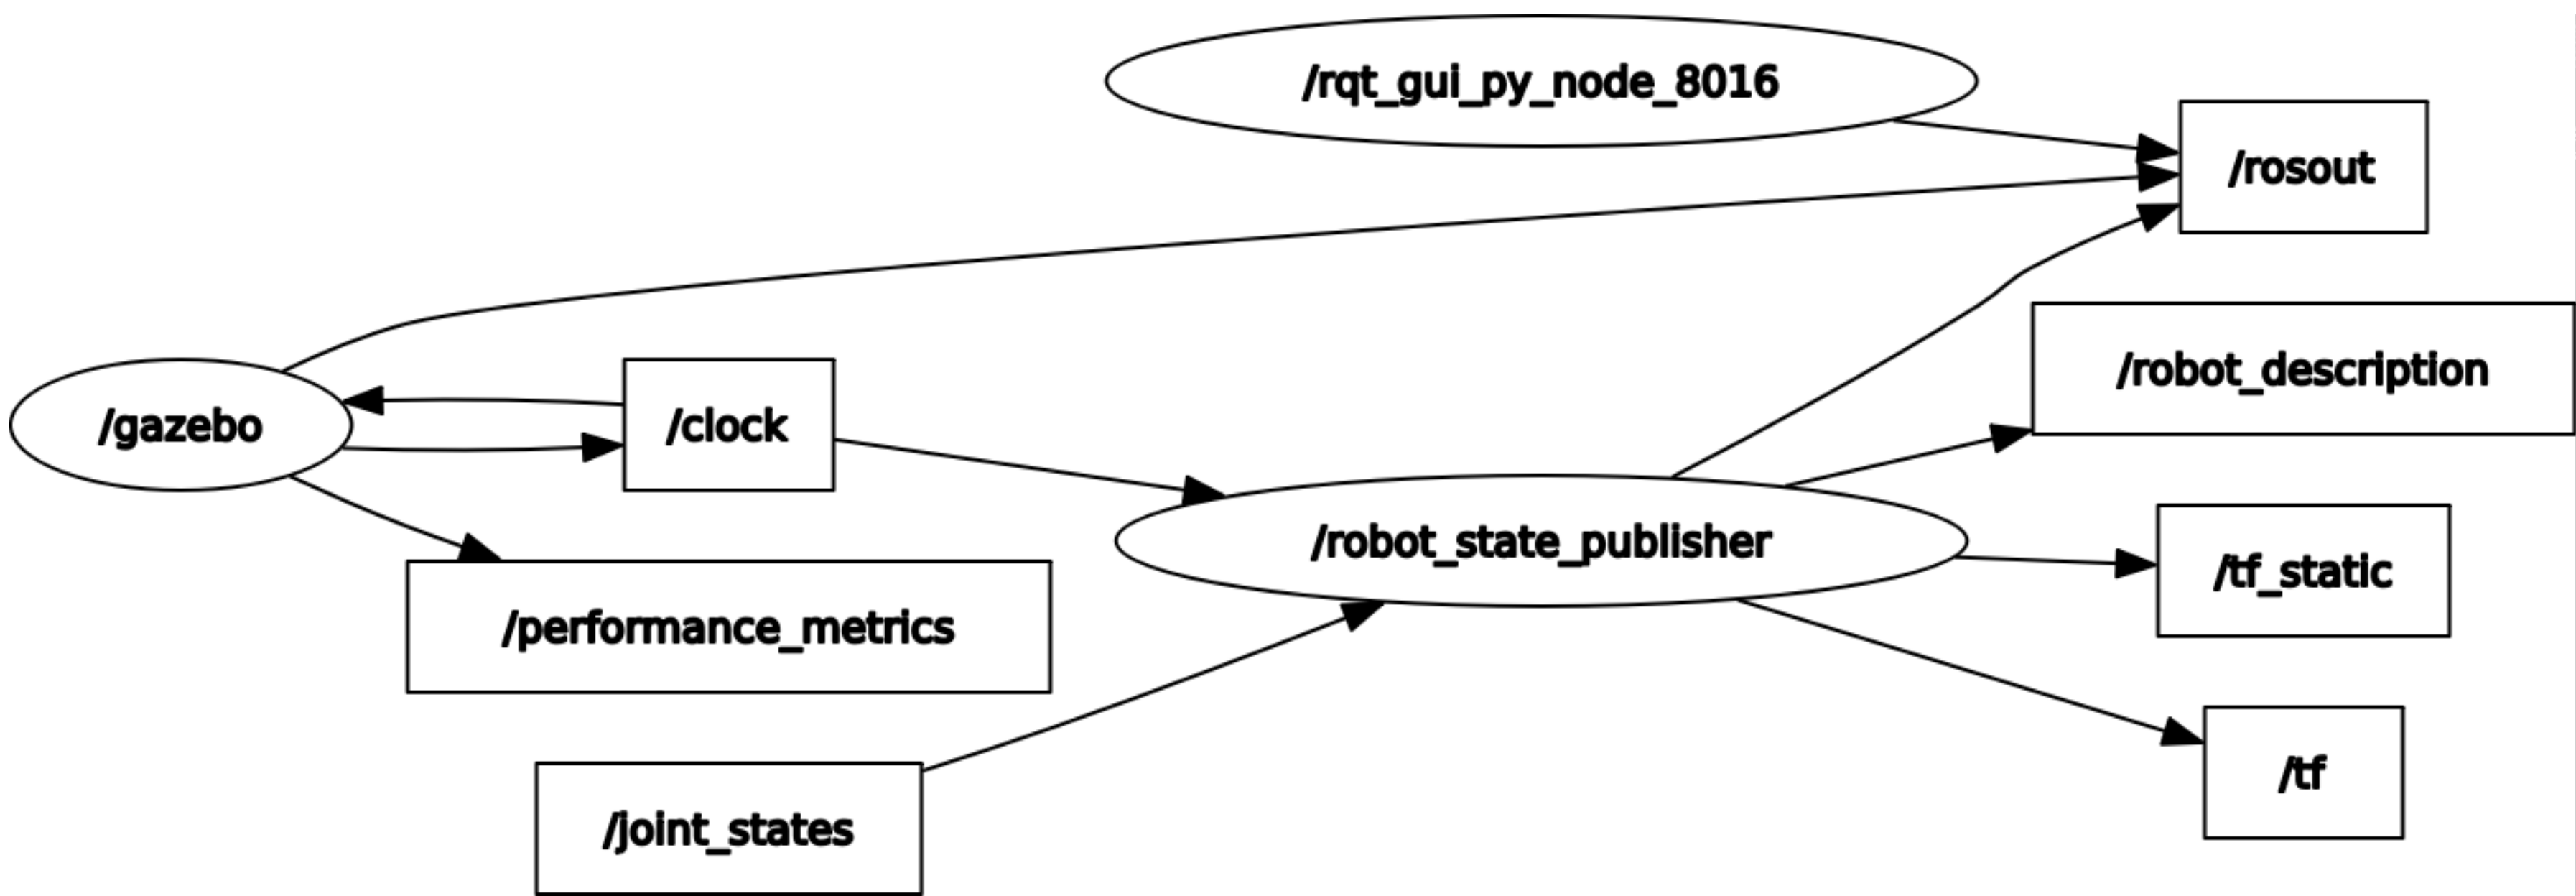 /rqt_gui_py_node_8016
/rosout
/robot_description
/gazebo
/clock
/robot_state_publisher
/tf_static
/performance_metrics
/tf
/joint_states